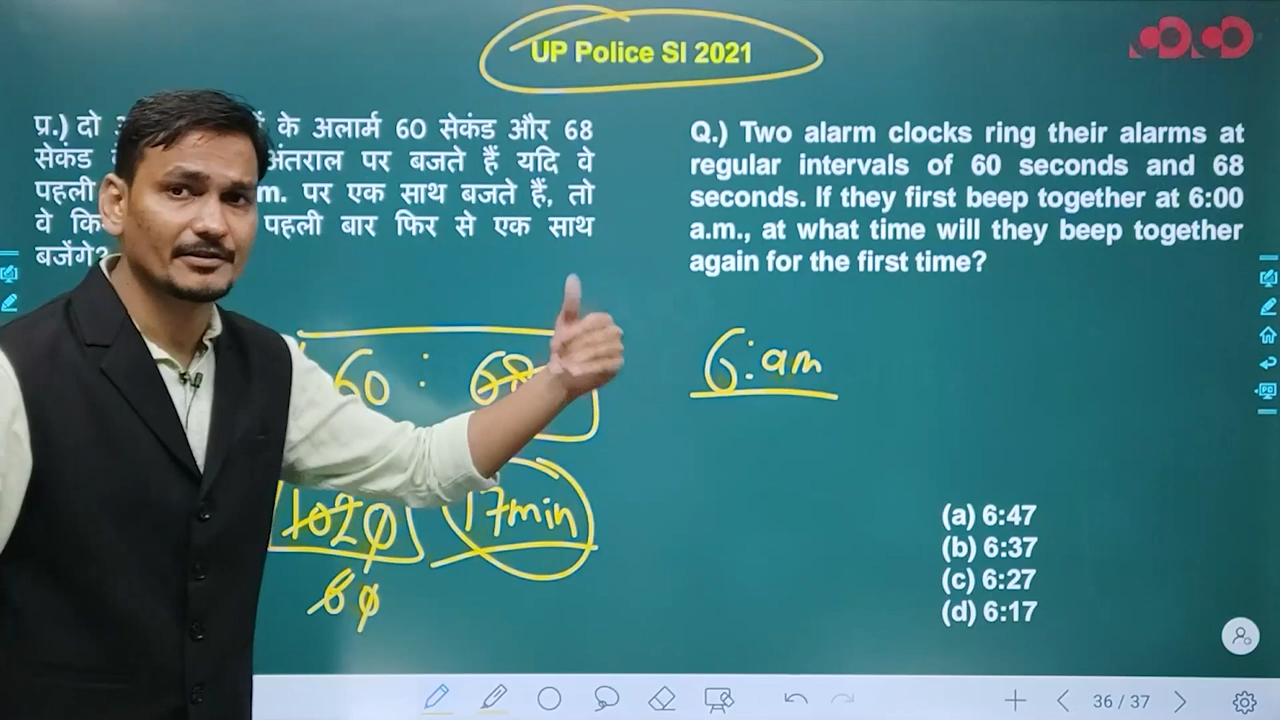 UP Police SI 2021
प्र.) दो के अलार्म 60 सेकंड और 68
सेकंड अंतराल पर बजते हैं यदि वे
पहली m. पर एक साथ बजते हैं, तो
वे पहली बार फिर से एक साथ
बजेंगे?
Q.) Two alarm clocks ring their alarms at
regular intervals of 60 seconds and 68
seconds. If they first beep together at 6:00
a.m., at what time will they beep together
again for the first time?
60 : 68
6: am
1020 17min
60
(a) 6:47
(b) 6:37
(c) 6:27
(d) 6:17
36 / 37